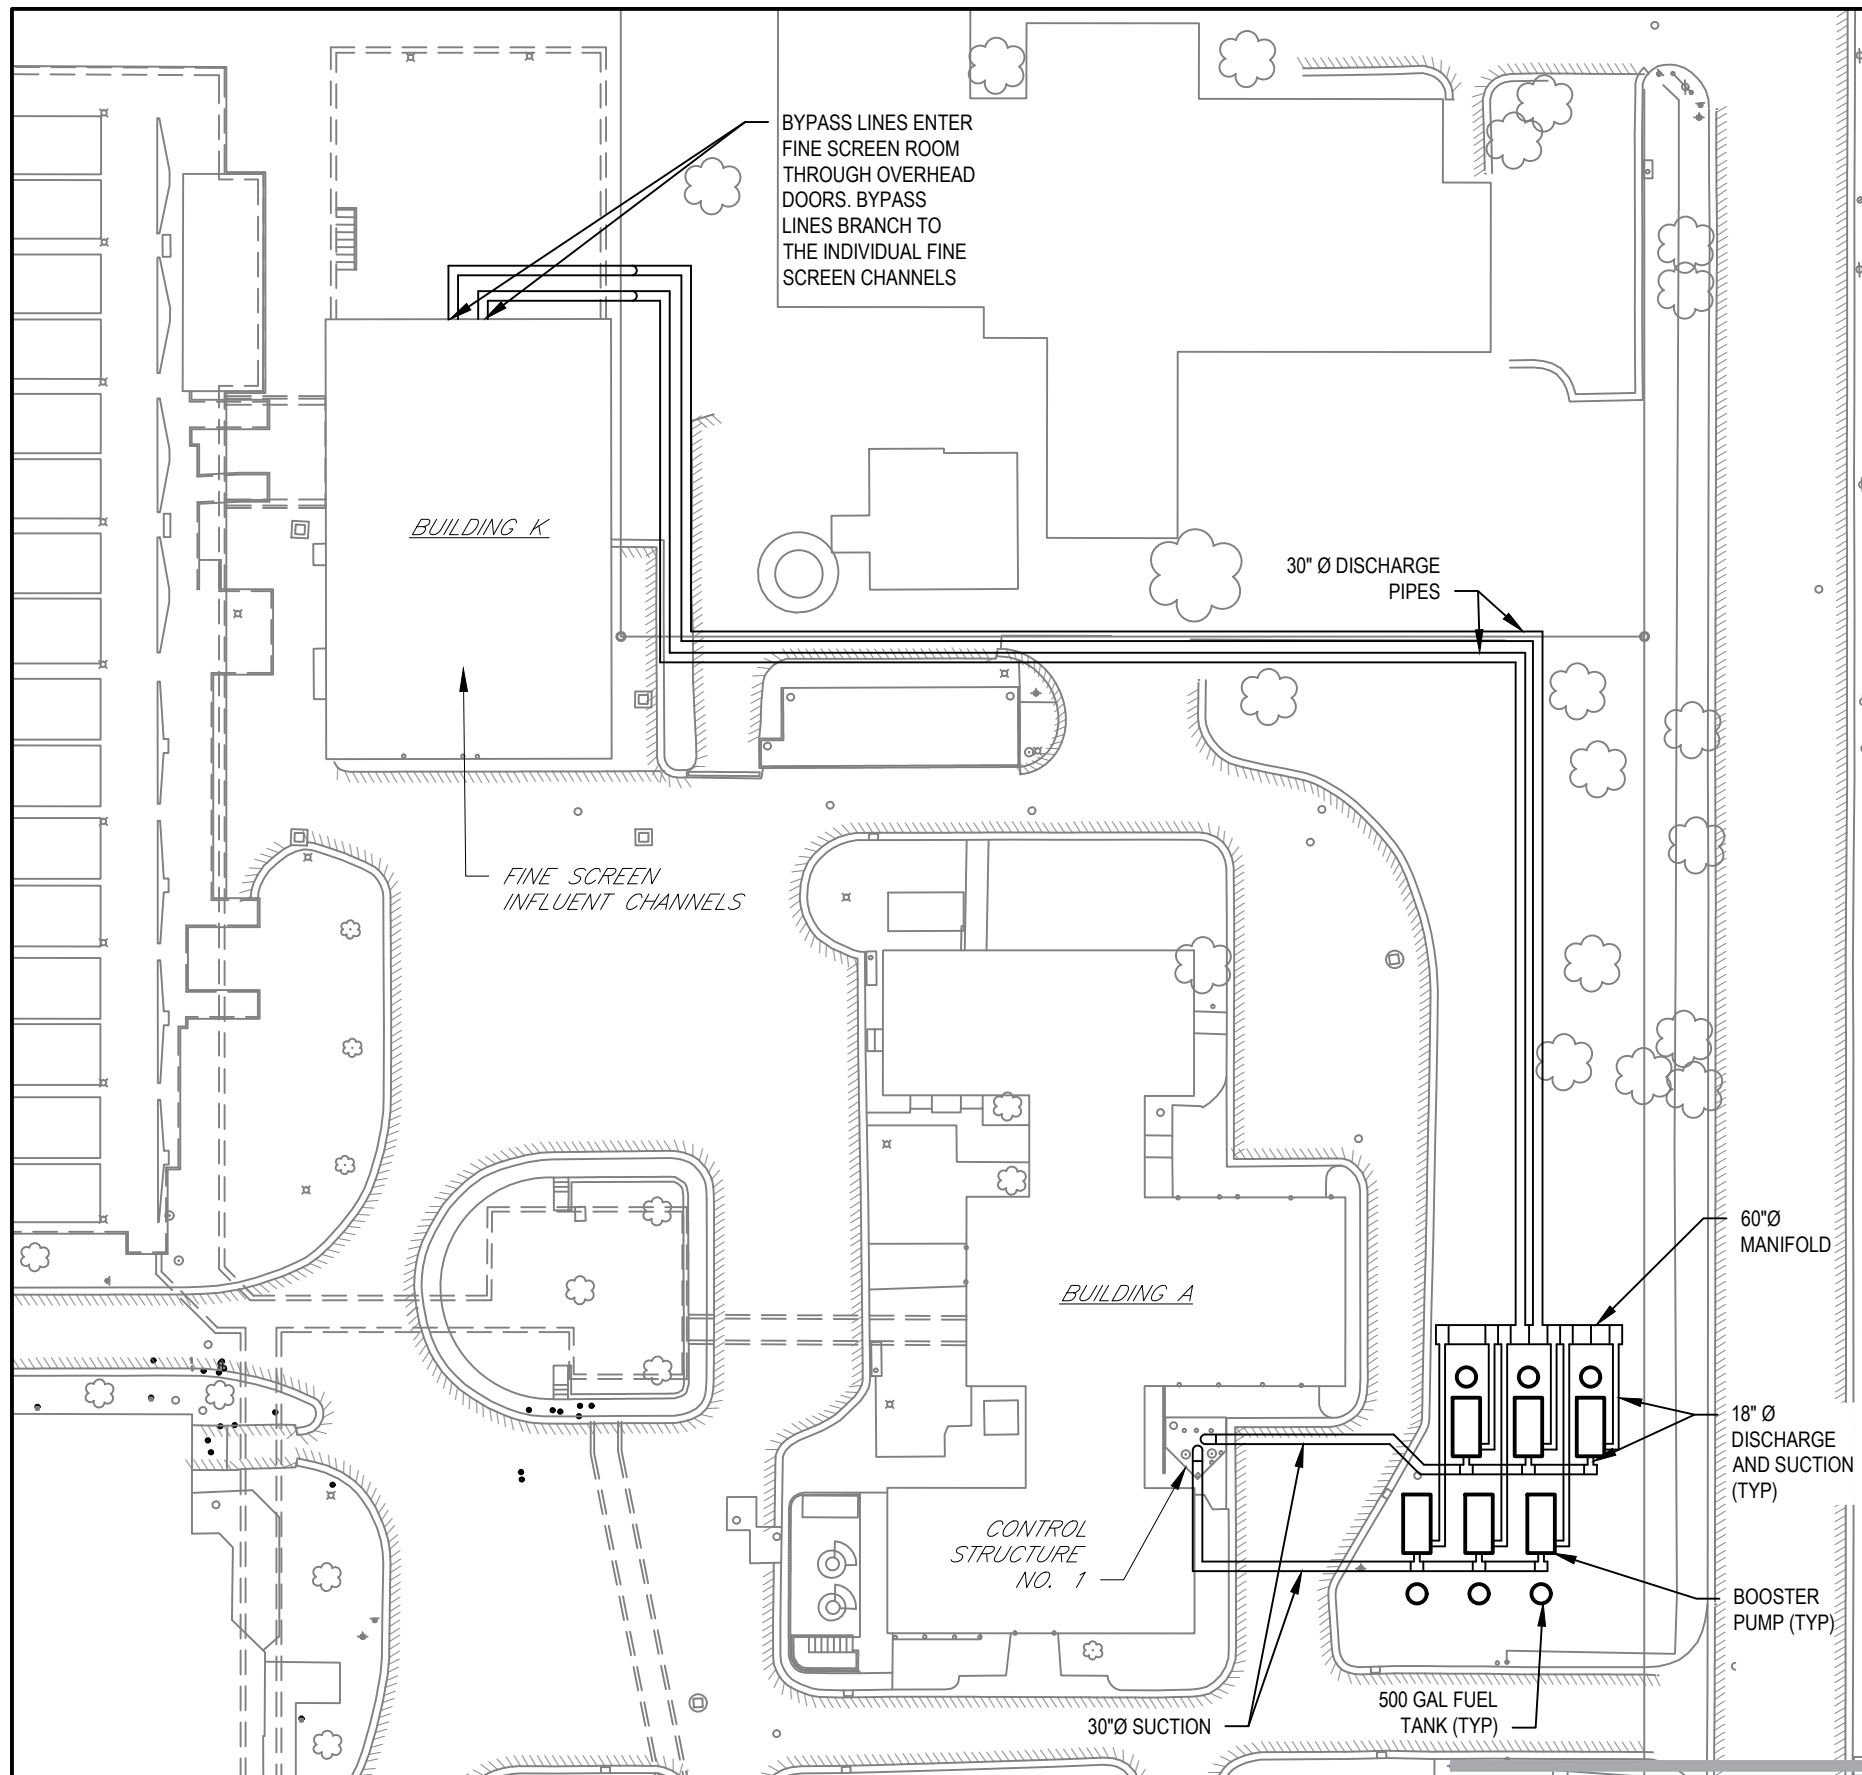 BYPASS LINES ENTER
FINE SCREEN ROOM
THROUGH OVERHEAD
DOORS. BYPASS
LINES BRANCH TO
THE INDIVIDUAL FINE
SCREEN CHANNELS
BUILDING K
30" Ø DISCHARGE
PIPES
FINE SCREEN
INFLUENT CHANNELS
60"Ø
MANIFOLD
BUILDING A
18" Ø
DISCHARGE
AND SUCTION
(TYP)
CONTROL
STRUCTURE
NO. 1
BOOSTER
PUMP (TYP)
500 GAL FUEL
TANK (TYP)
30"Ø SUCTION